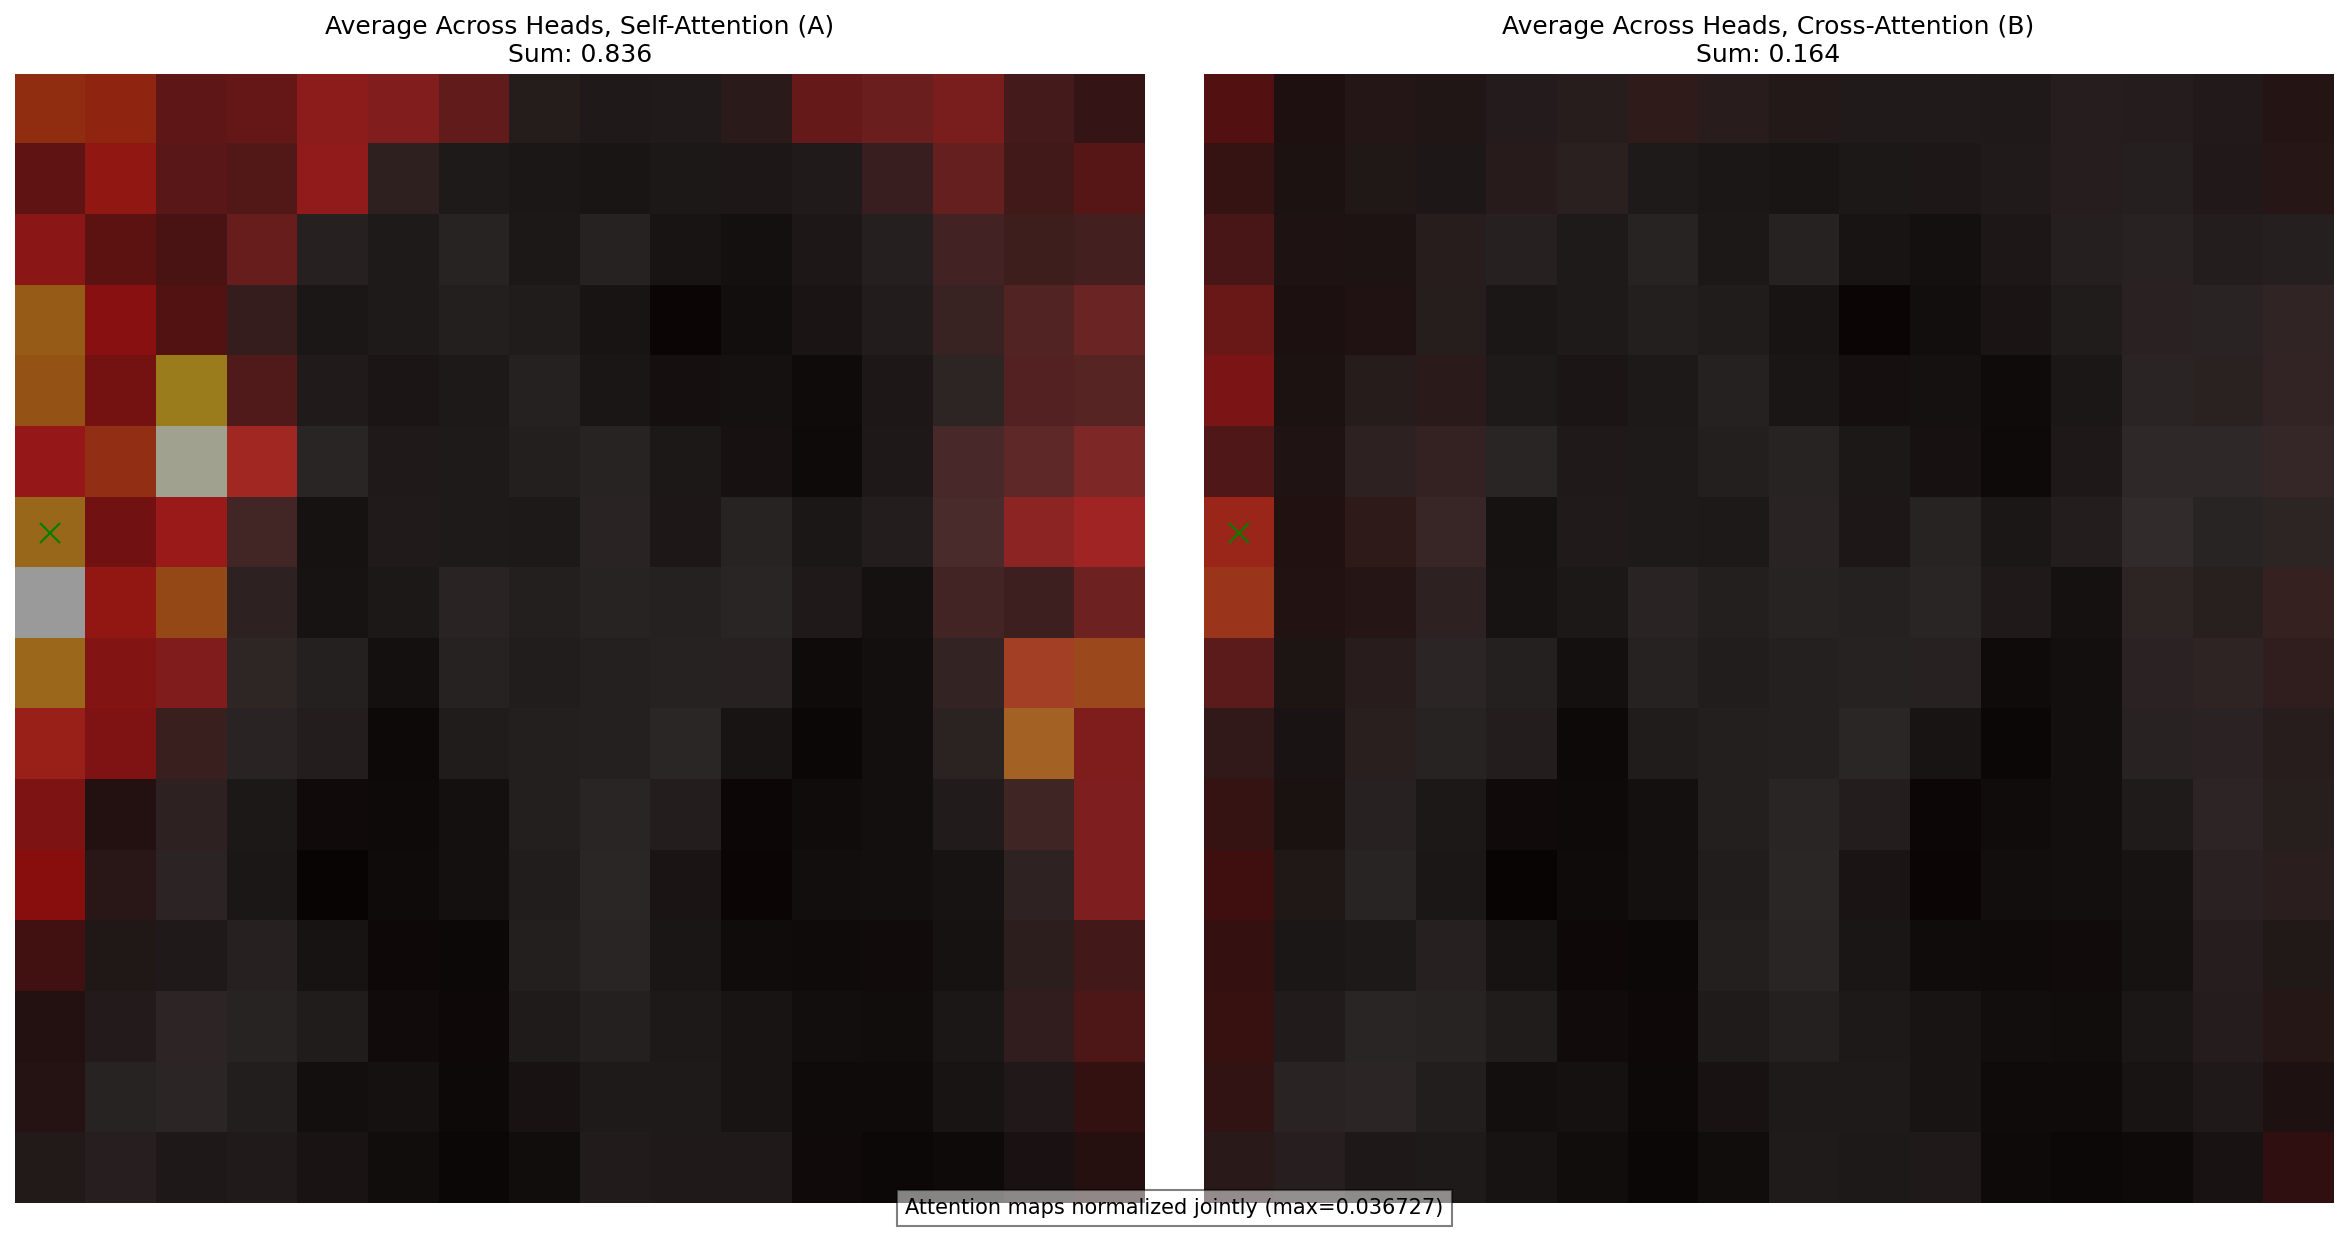 Average Across Heads, Self-Attention (A)
Sum: 0.836
Average Across Heads, Cross-Attention (B)
Sum: 0.164
Attention maps normalized jointly (max=0.036727)